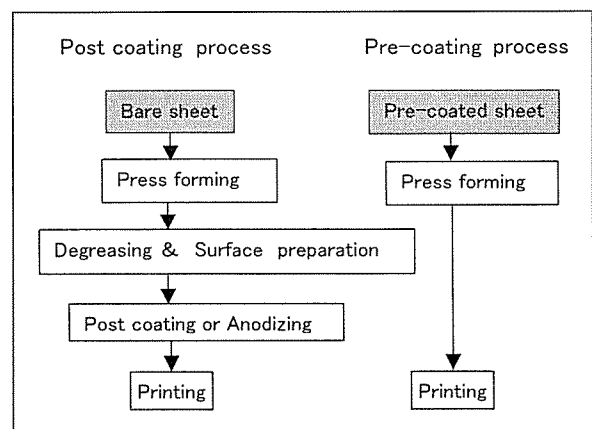 Post coating process
Bare sheet
Press forming
Degreasing & Surface preparation
Post coating or Anodizing
Printing
Pre-coating process
Pre-coated sheet
Press forming
Printing